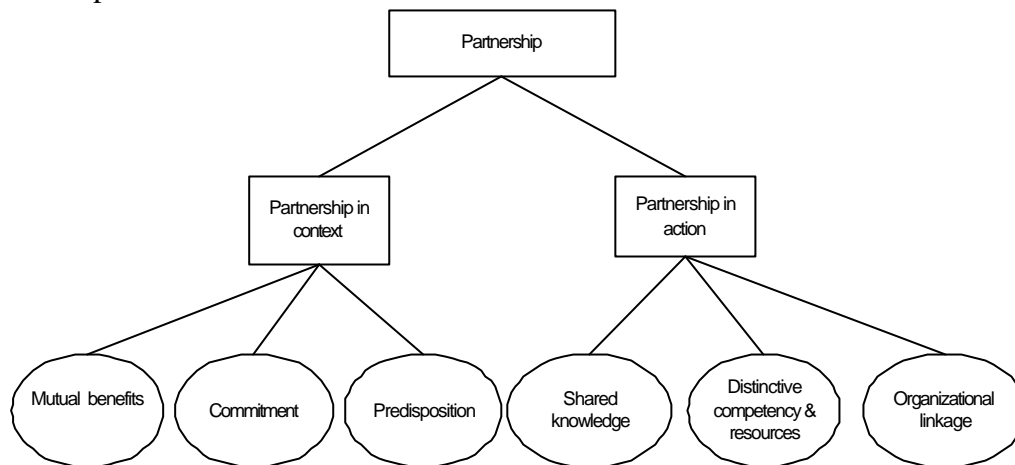 Partnership
Partnership in
context
Partnership in
action
Mutual benefits
Commitment
Predisposition
Shared
knowledge
Distinctive
competency &
resources
Organizational
linkage